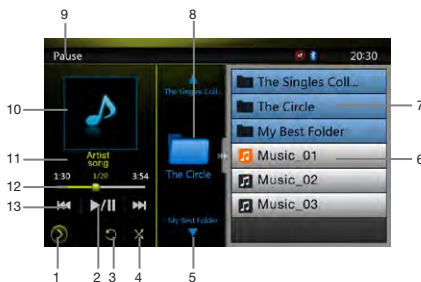 9
8
Pause
20:30
10
The Singles Coll...
The Singles Coll...
The Circle
7
My Best Folder
11
Artist
song
The Circle
Music_01
6
12
1:30
1/20
3:54
Music_02
13
Music_03
My Best Folder
1
2
3
4
5